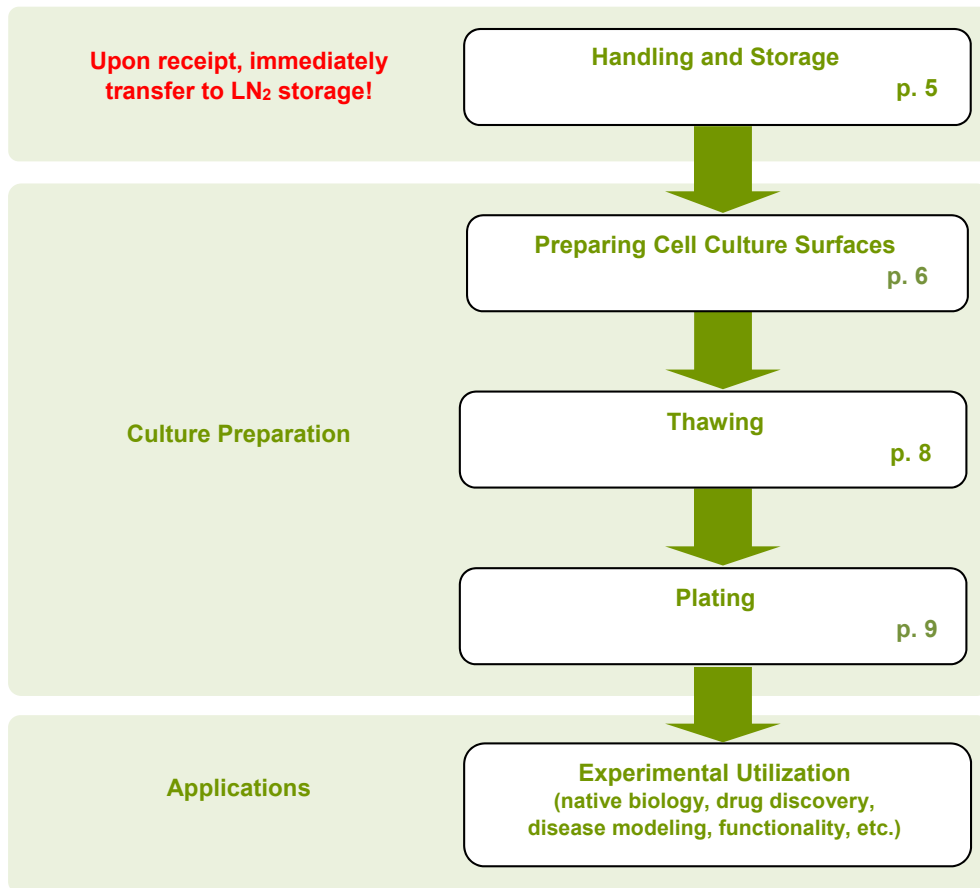 Upon receipt, immediately
transfer to LN₂ storage!
Handling and Storage
p. 5
Preparing Cell Culture Surfaces
p. 6
Culture Preparation
Thawing
p. 8
Plating
p. 9
Applications
Experimental Utilization
(native biology, drug discovery,
disease modeling, functionality, etc.)